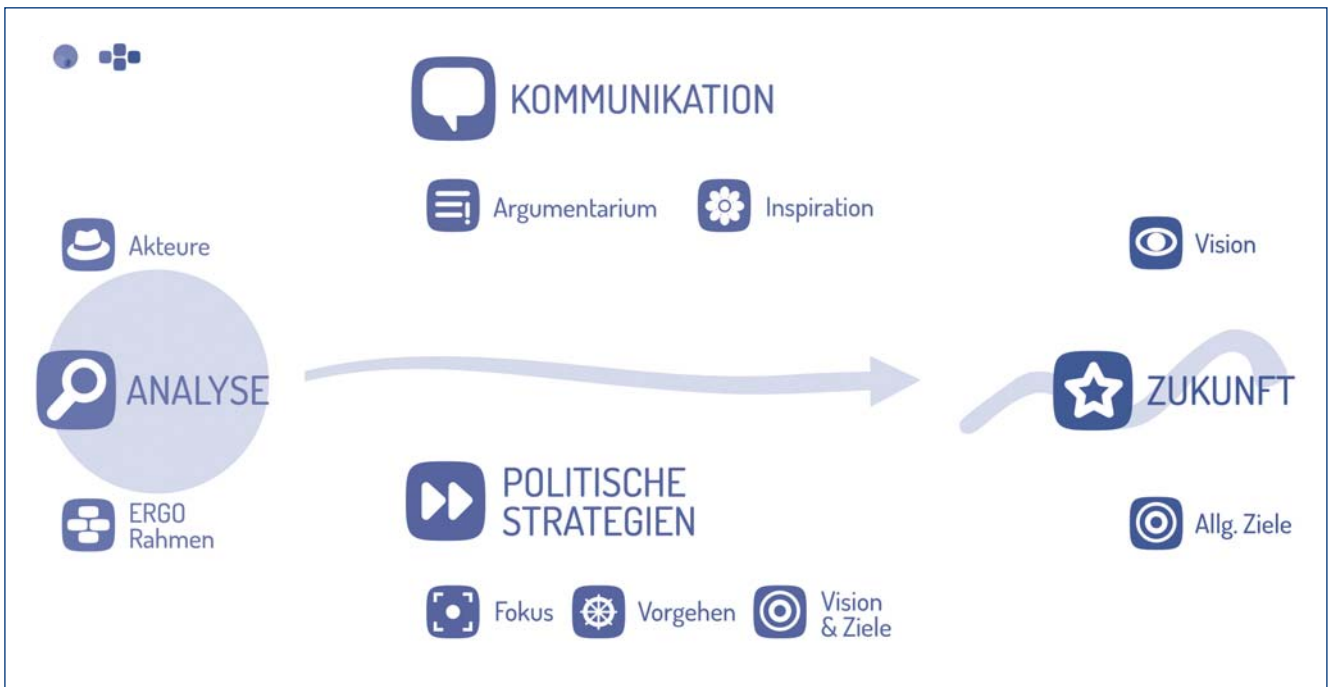 KOMMUNIKATION
Argumentarium
Inspiration
Akteure
ANALYSE
ERGO
Rahmen
POLITISCHE
STRATEGIEN
Fokus
Vorgehen
Vision
& Ziele
Vision
ZUKUNFT
Allg. Ziele